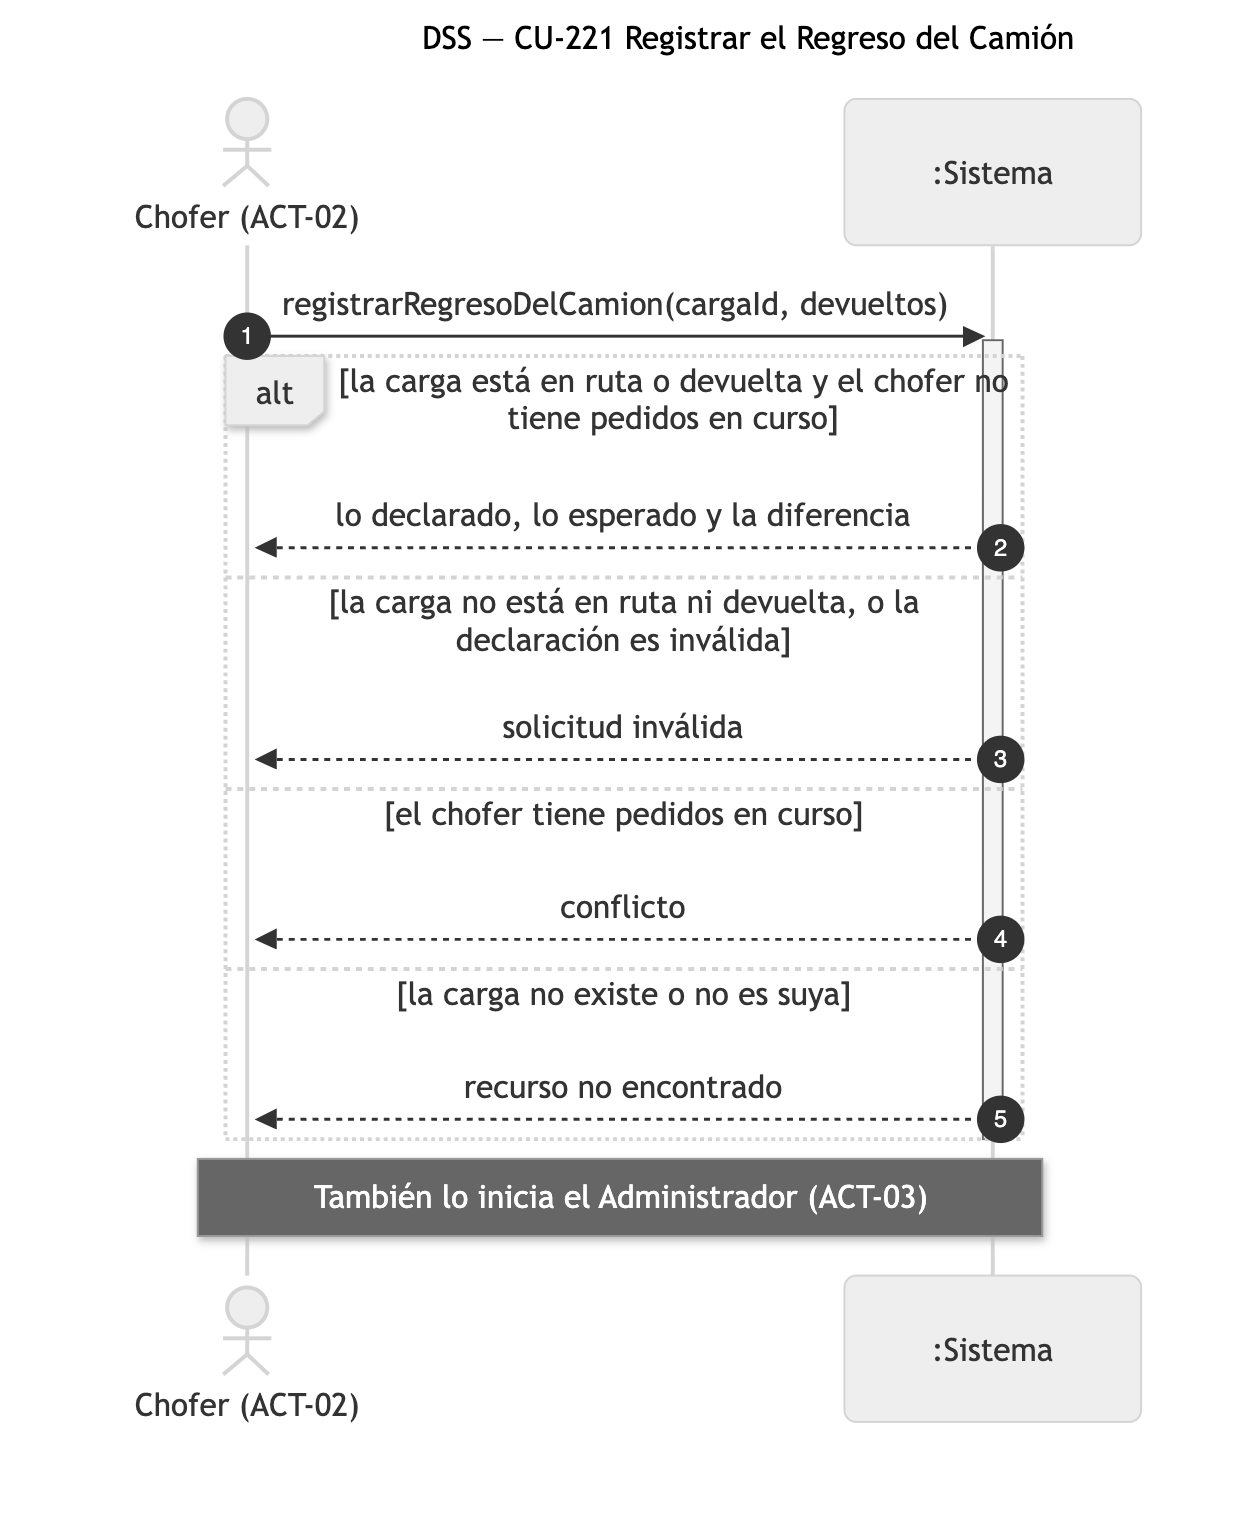 DSS — CU-221 Registrar el Regreso del Camión
Chofer (ACT-02)
:Sistema
registrarRegresoDelCamion(cargaId, devueltos)
1
alt
[la carga está en ruta o devuelta y el chofer no
tiene pedidos en curso]
lo declarado, lo esperado y la diferencia
2
[la carga no está en ruta ni devuelta, o la
declaración es inválida]
solicitud inválida
3
[el chofer tiene pedidos en curso]
conflicto
4
[la carga no existe o no es suya]
recurso no encontrado
5
También lo inicia el Administrador (ACT-03)
Chofer (ACT-02)
:Sistema